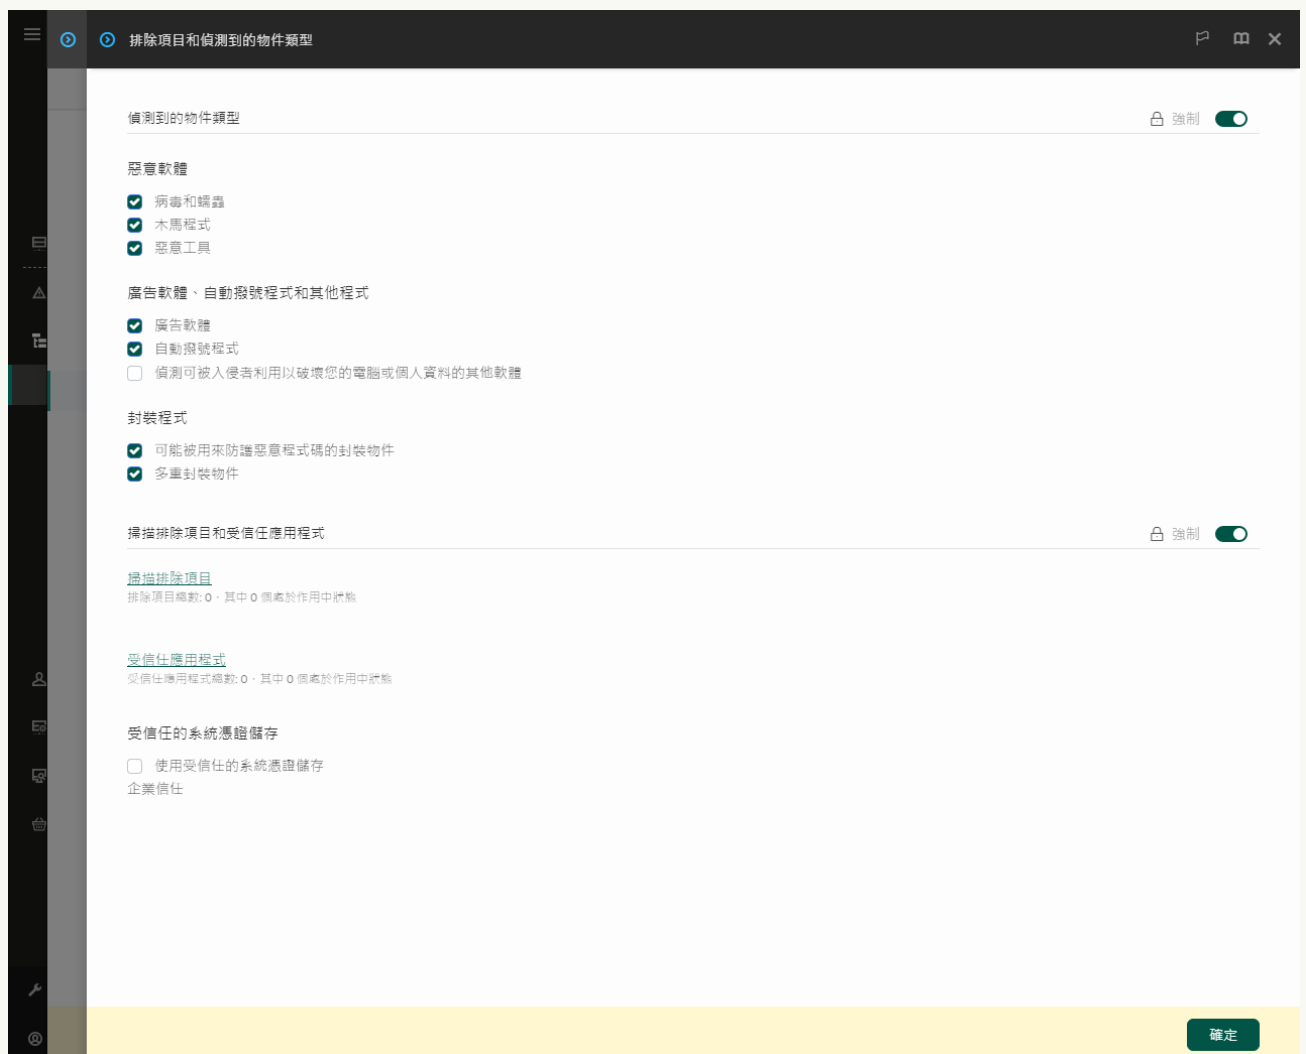 排除項目和偵測到的物件類型
偵測到的物件類型 強制
惡意軟體
病毒和蠕蟲
木馬程式
惡意工具
廣告軟體、自動撥號程式和其他程式
廣告軟體
自動撥號程式
偵測可被入侵者利用以破壞您的電腦或個人資料的其他軟體
封裝程式
可能被用來防護惡意程式碼的封裝物件
多重封裝物件
掃描排除項目和受信任應用程式 強制
掃描排除項目
排除項目總數: 0，其中 0 個處於作用中狀態
受信任應用程式
受信任應用程式總數: 0，其中 0 個處於作用中狀態
受信任的系統憑證儲存
使用受信任的系統憑證儲存
企業信任
確定